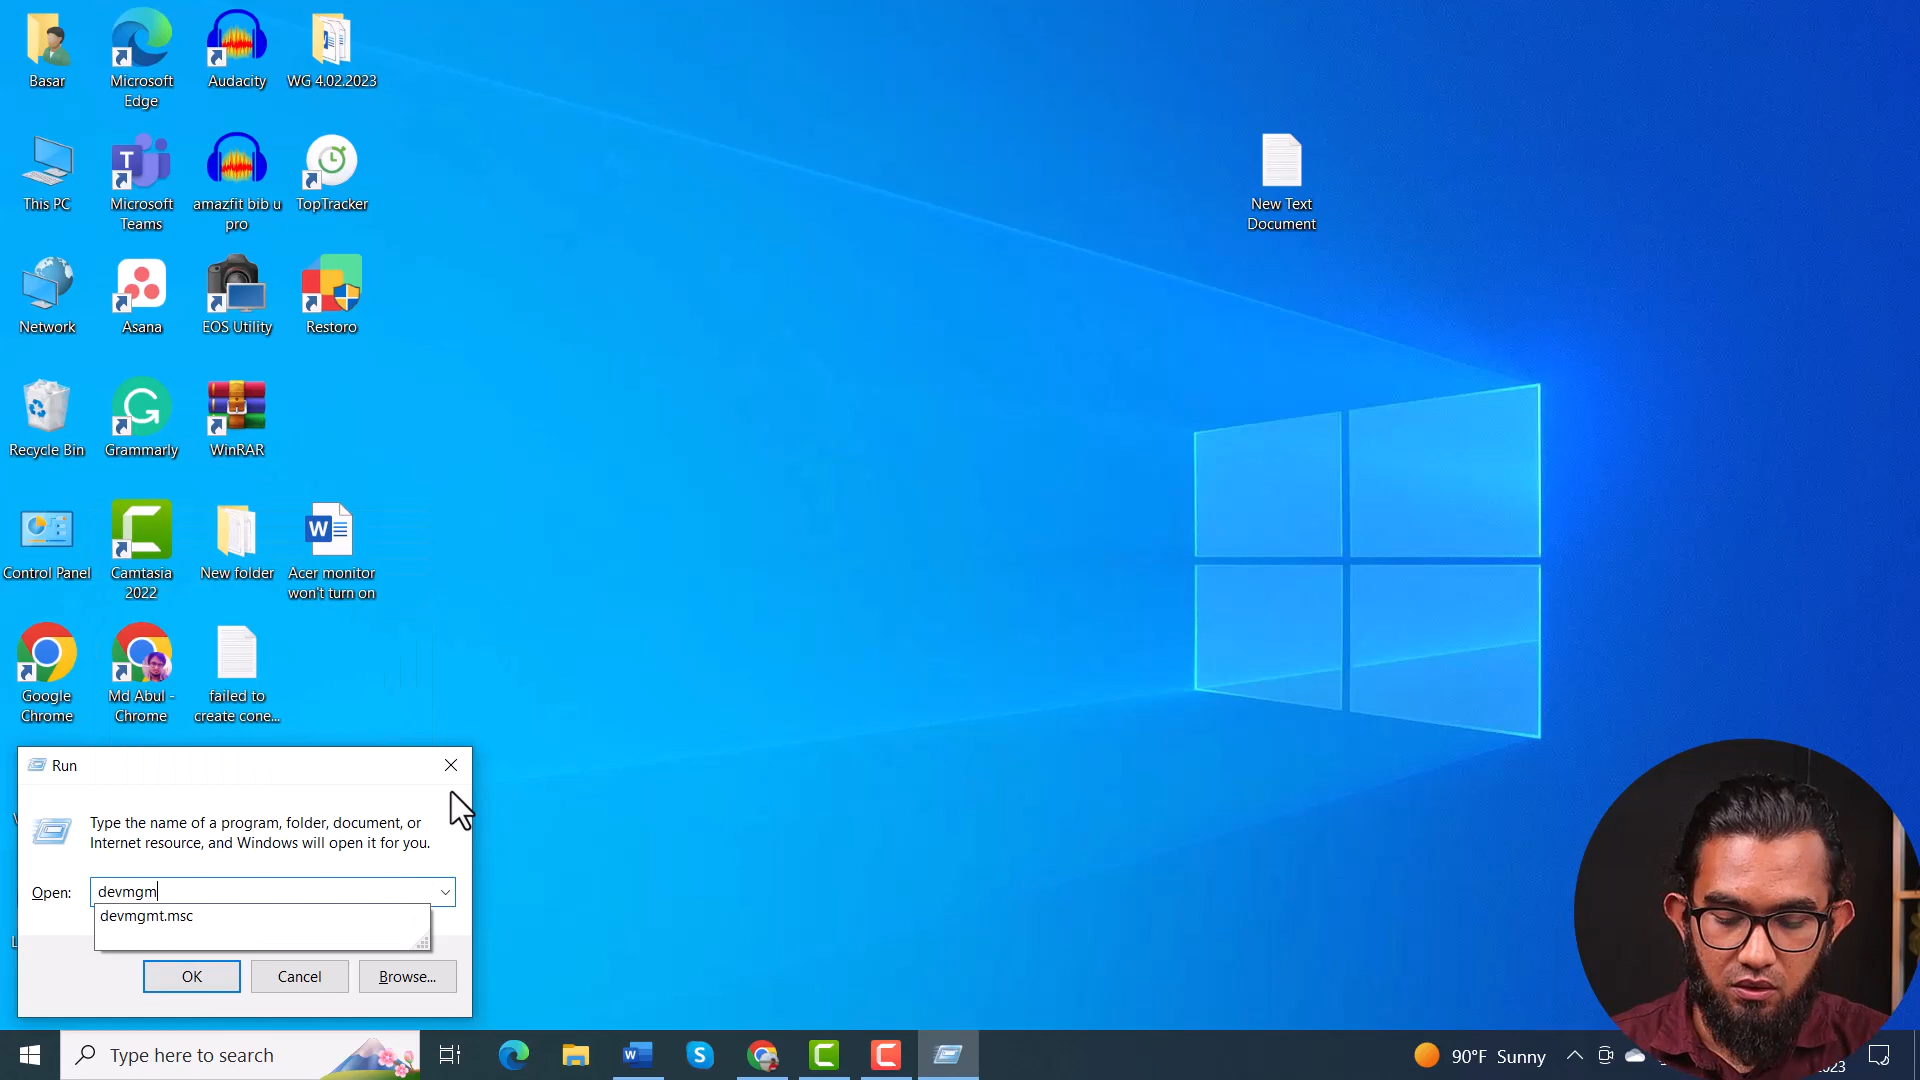 Basar
Microsoft
Edge
Audacity
WG 4.02.2023
This PC
Microsoft
Teams
amazfit bib u
pro
TopTracker
New Text
Document
Network
Asana
EOS Utility
Restoro
Recycle Bin
Grammarly
WinRAR
Control Panel
Camtasia
2022
New folder
Acer monitor
won't turn on
Google
Chrome
Md Abul -
Chrome
failed to
create cone...
Run
Type the name of a program, folder, document, or
Internet resource, and Windows will open it for you.
Open:
devmgm
devmgmt.msc
OK
Cancel
Browse...
Type here to search
90°F Sunny